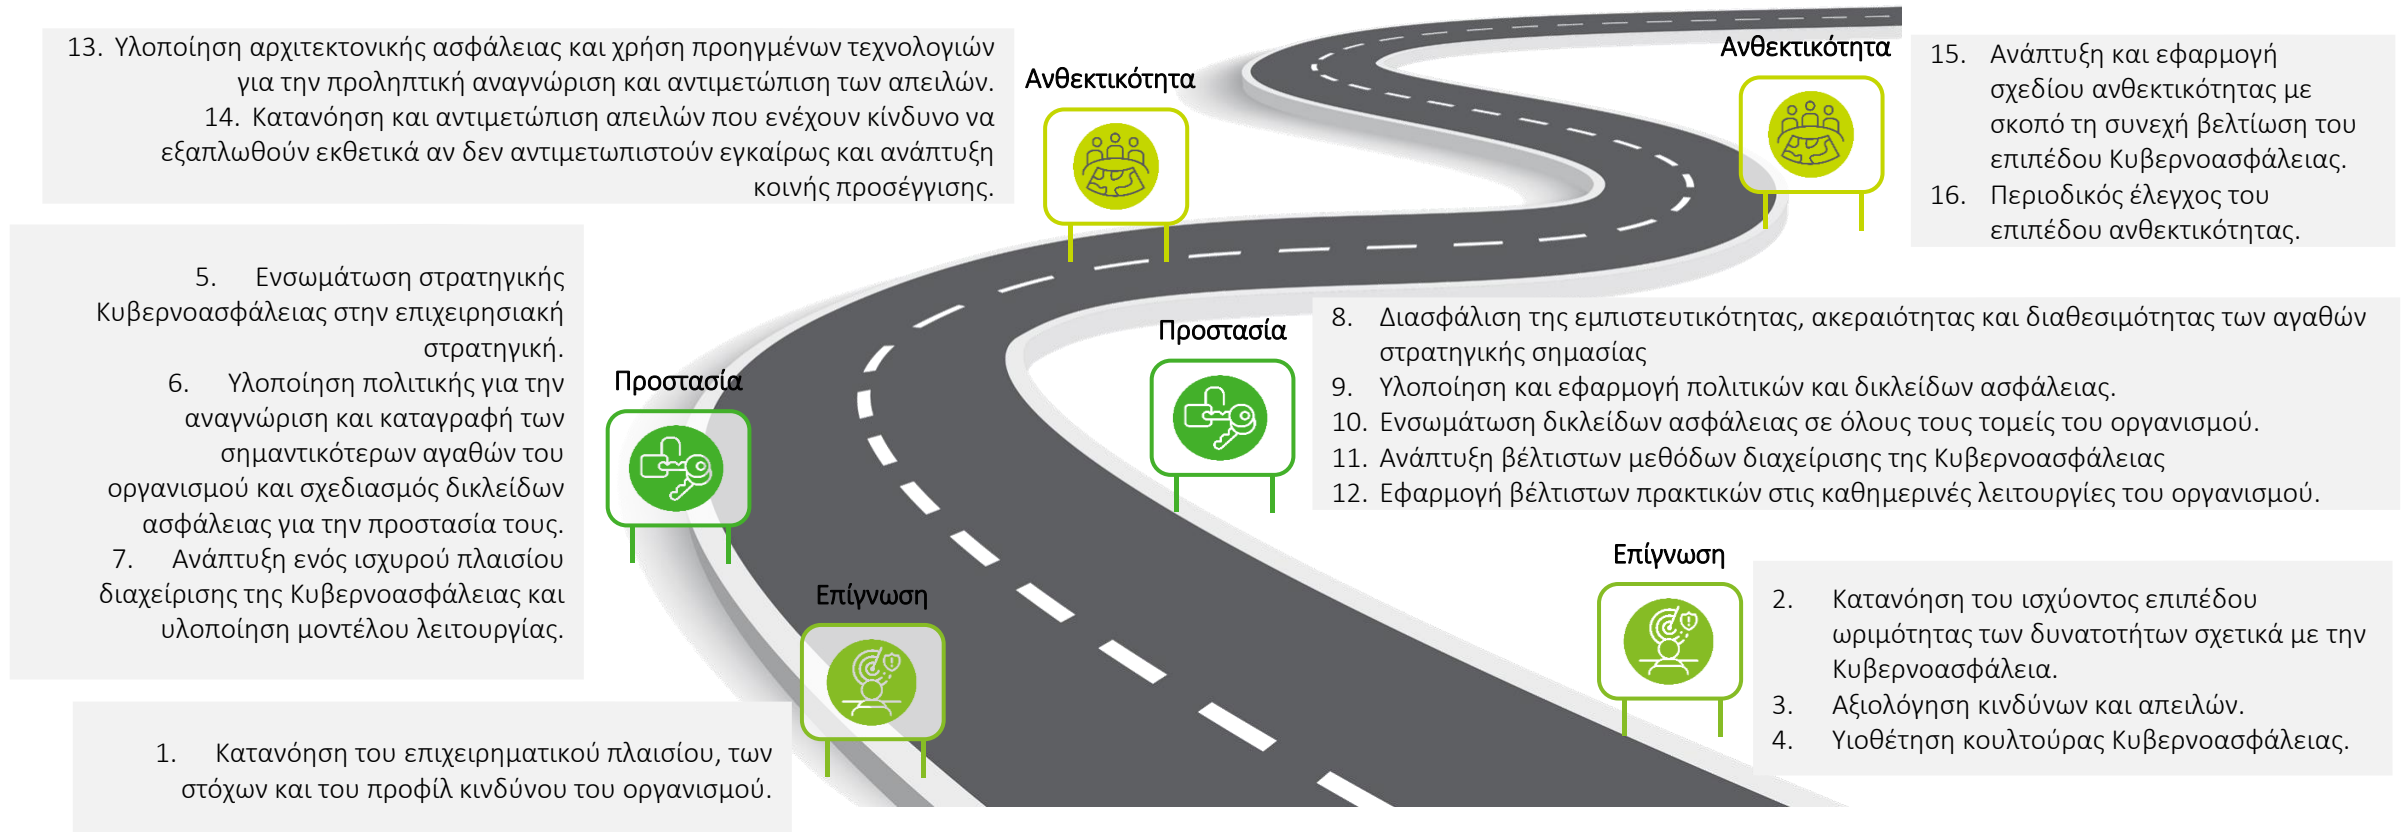 13. Υλοποίηση αρχιτεκτονικής ασφάλειας και χρήση προηγμένων τεχνολογιών
για την προληπτική αναγνώριση και αντιμετώπιση των απειλών.
14. Κατανόηση και αντιμετώπιση απειλών που ενέχουν κίνδυνο να
εξαπλωθούν εκθετικά αν δεν αντιμετωπιστούν εγκαίρως και ανάπτυξη
κοινής προσέγγισης.
Ανθεκτικότητα
Ανθεκτικότητα
15. Ανάπτυξη και εφαρμογή
σχεδίου ανθεκτικότητας με
σκοπό τη συνεχή βελτίωση του
επιπέδου Κυβερνοασφάλειας.
16. Περιοδικός έλεγχος του
επιπέδου ανθεκτικότητας.
5. Ενσωμάτωση στρατηγικής
Κυβερνοασφάλειας στην επιχειρησιακή
στρατηγική.
6. Υλοποίηση πολιτικής για την
αναγνώριση και καταγραφή των
σημαντικότερων αγαθών του
οργανισμού και σχεδιασμός δικλείδων
ασφάλειας για την προστασία τους.
7. Ανάπτυξη ενός ισχυρού πλαισίου
διαχείρισης της Κυβερνοασφάλειας και
υλοποίηση μοντέλου λειτουργίας.
Προστασία
Προστασία
8. Διασφάλιση της εμπιστευτικότητας, ακεραιότητας και διαθεσιμότητας των αγαθών
στρατηγικής σημασίας
9. Υλοποίηση και εφαρμογή πολιτικών και δικλείδων ασφάλειας.
10. Ενσωμάτωση δικλείδων ασφάλειας σε όλους τους τομείς του οργανισμού.
11. Ανάπτυξη βέλτιστων μεθόδων διαχείρισης της Κυβερνοασφάλειας
12. Εφαρμογή βέλτιστων πρακτικών στις καθημερινές λειτουργίες του οργανισμού.
Επίγνωση
1. Κατανόηση του επιχειρηματικού πλαισίου, των
στόχων και του προφίλ κινδύνου του οργανισμού.
Επίγνωση
2. Κατανόηση του ισχύοντος επιπέδου
ωριμότητας των δυνατοτήτων σχετικά με την
Κυβερνοασφάλεια.
3. Αξιολόγηση κινδύνων και απειλών.
4. Υιοθέτηση κουλτούρας Κυβερνοασφάλειας.